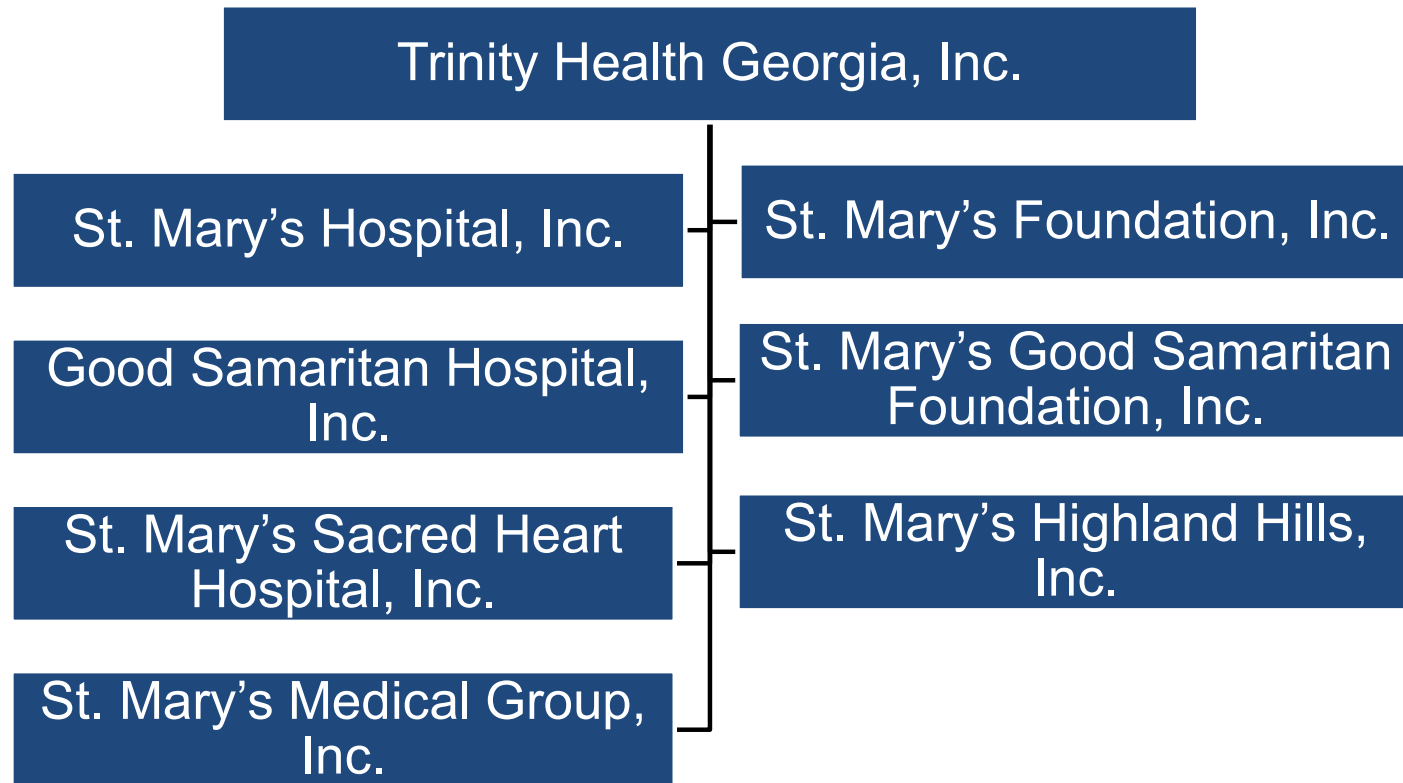 Trinity Health Georgia, Inc.
St. Mary’s Hospital, Inc.
St. Mary’s Foundation, Inc.
Good Samaritan Hospital,
Inc.
St. Mary’s Good Samaritan
Foundation, Inc.
St. Mary’s Sacred Heart
Hospital, Inc.
St. Mary’s Highland Hills,
Inc.
St. Mary’s Medical Group,
Inc.